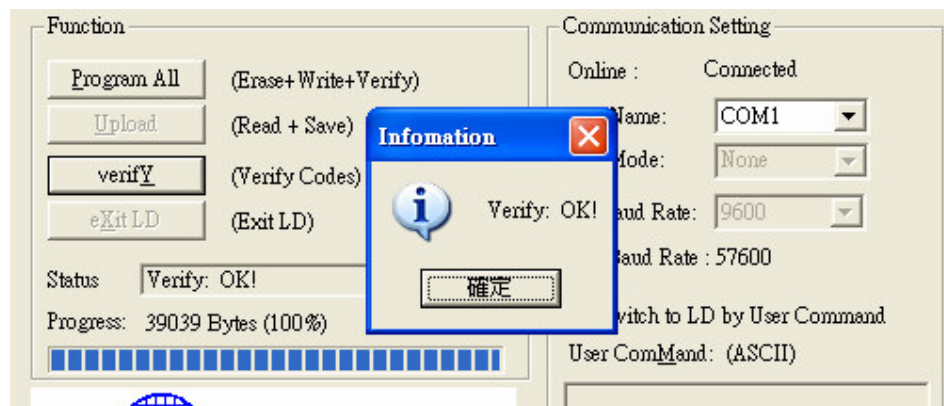 Function
Program All (Erase+Write+Verify)
Upload (Read + Save)
verifY (Verify Codes)
eXit LD (Exit LD)
Status Verify: OK!
Progress: 39039 Bytes (100%)
Infomation
Verify: OK!
確定
Communication Setting
Online : Connected
Name: COM1
Mode: None
aud Rate: 9600
Baud Rate : 57600
witch to LD by User Command
User ComMand: (ASCII)